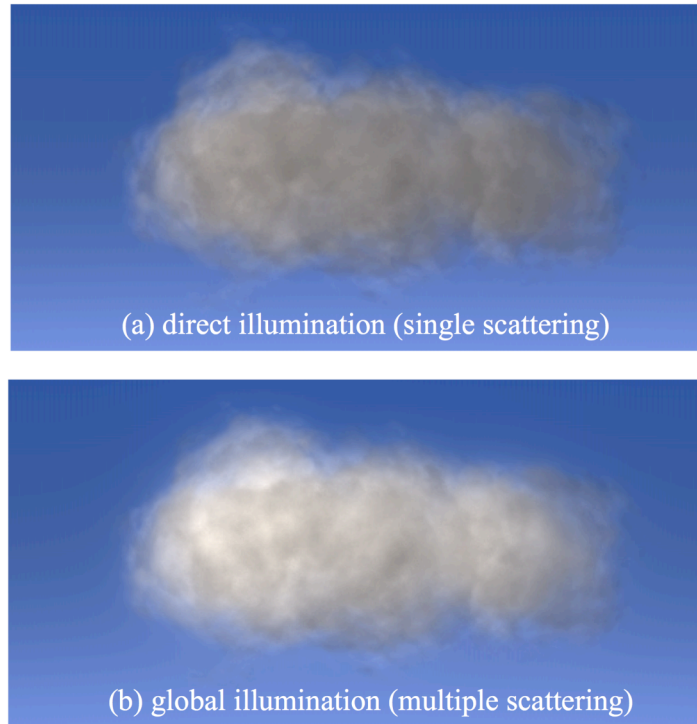 (a) direct illumination (single scattering)
(b) global illumination (multiple scattering)